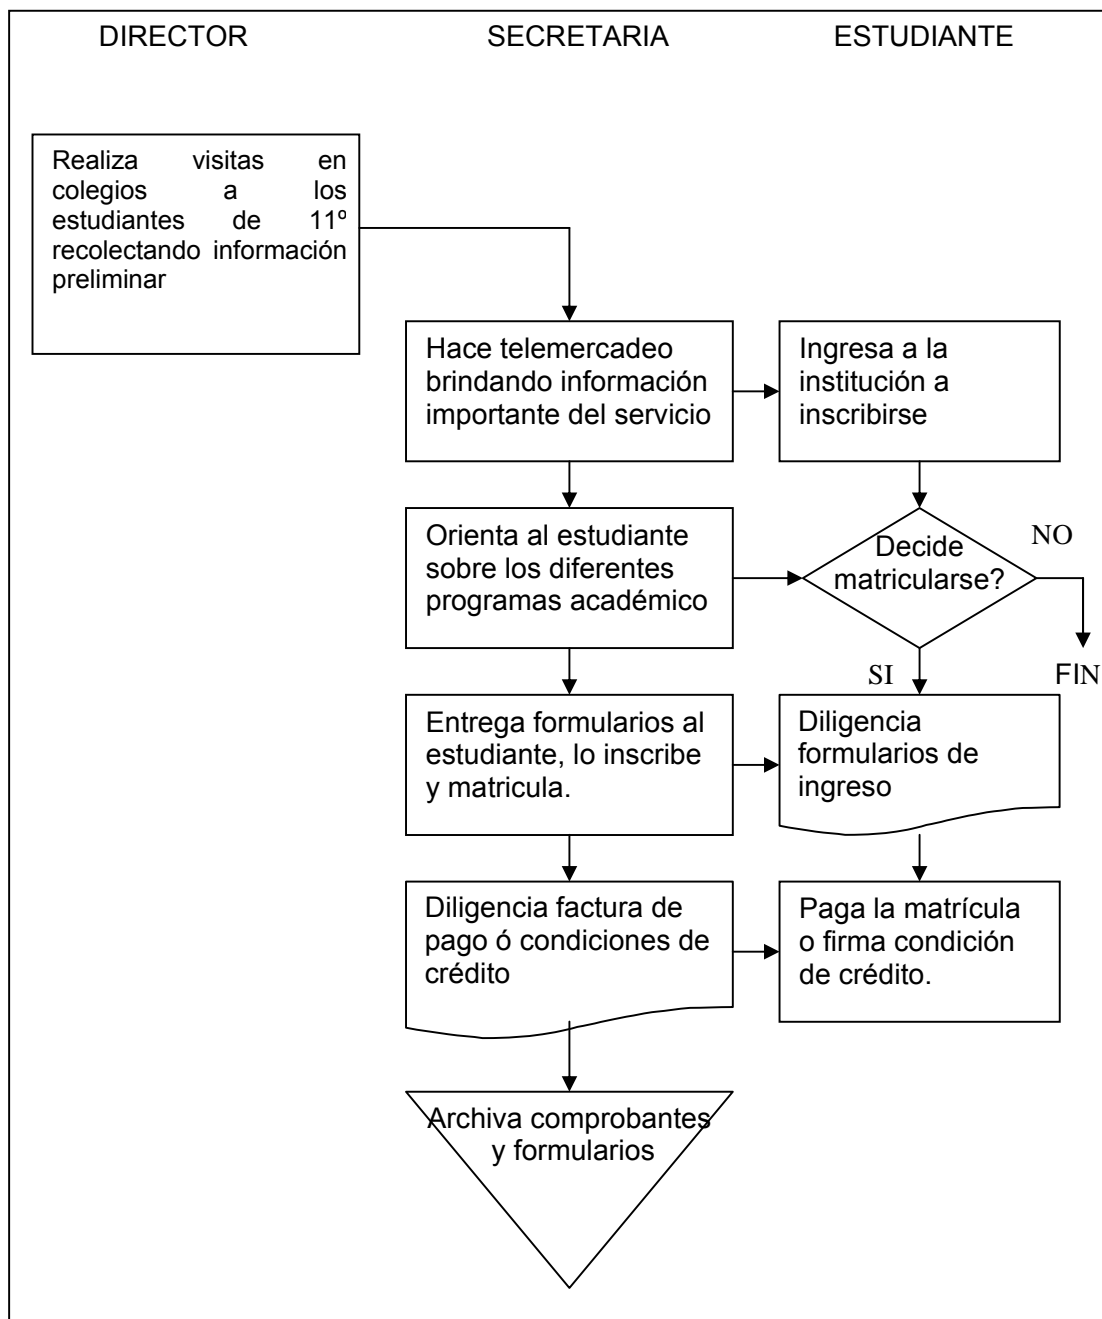 DIRECTOR SECRETARIA ESTUDIANTE
Realiza visitas en
colegios a los
estudiantes de 11º
recolectando información
preliminar
Hace telemercadeo
brindando información
importante del servicio
Ingresa a la
institución a
inscribirse
Orienta al estudiante
sobre los diferentes
programas académico
Decide
matricularse?
NO
SI
FIN
Entrega formularios al
estudiante, lo inscribe
y matricula.
Diligencia
formularios de
ingreso
Diligencia factura de
pago ó condiciones de
crédito
Paga la matrícula
o firma condición
de crédito.
Archiva comprobantes
y formularios